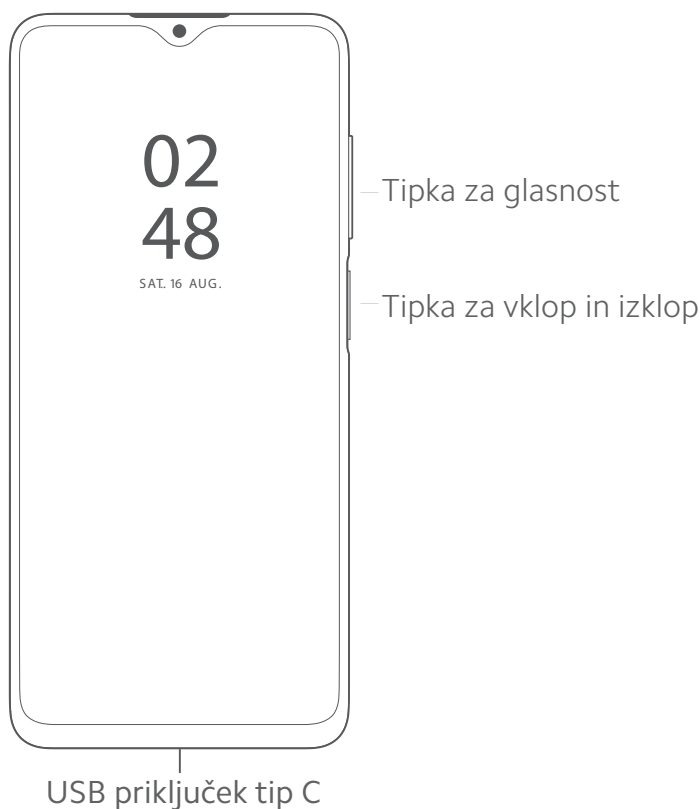 02
48
SAT. 16 AUG.
Tipka za glasnost
Tipka za vklop in izklop
USB priključek tip C